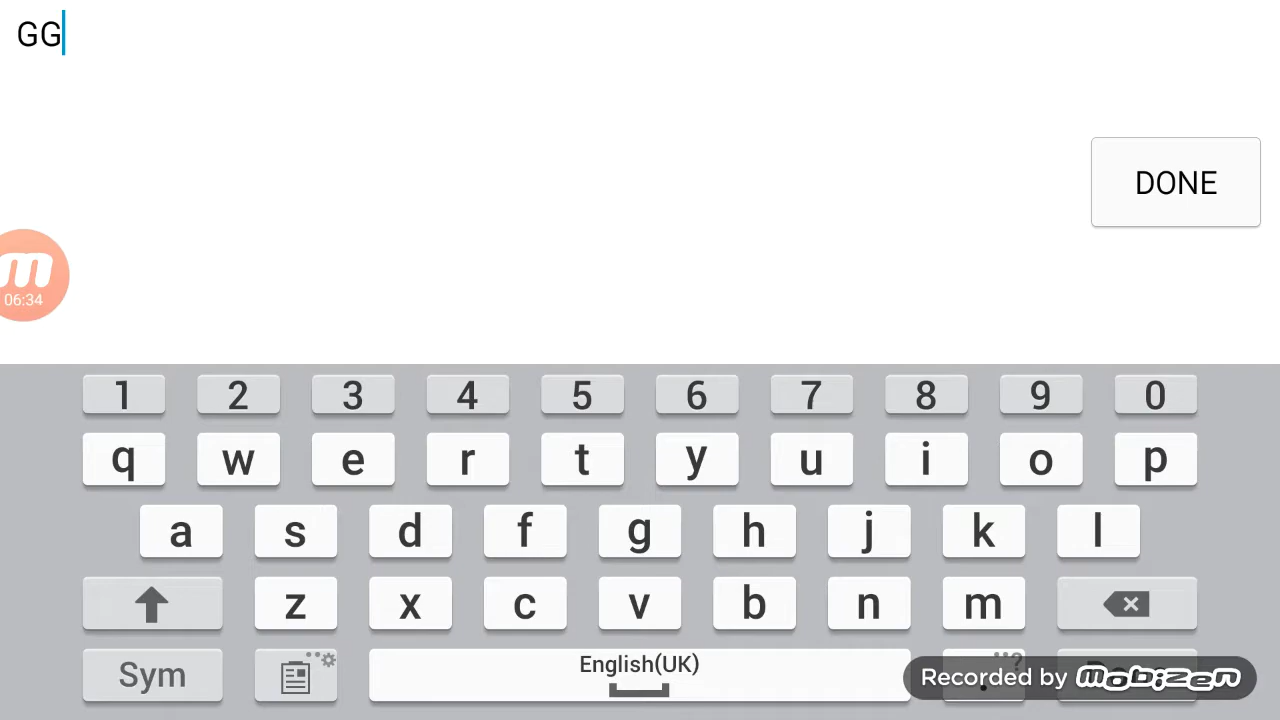 GG
DONE
m
06:34
1 2 3 4 5 6 7 8 9 0
q w e r t y u i o p
a s d f g h j k l
z x c v b n m
Sym
English(UK)
?
Recorded by mobizen